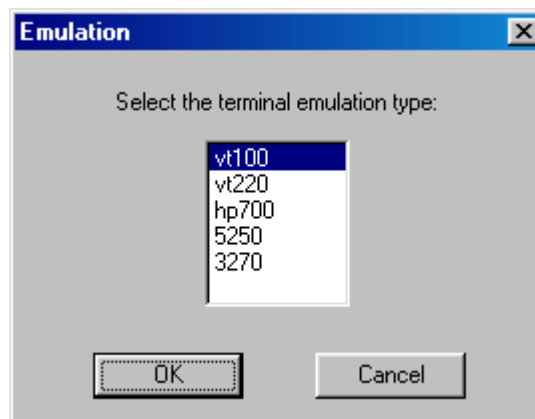 Emulation
Select the terminal emulation type:
vt100
vt220
hp700
5250
3270
OK Cancel